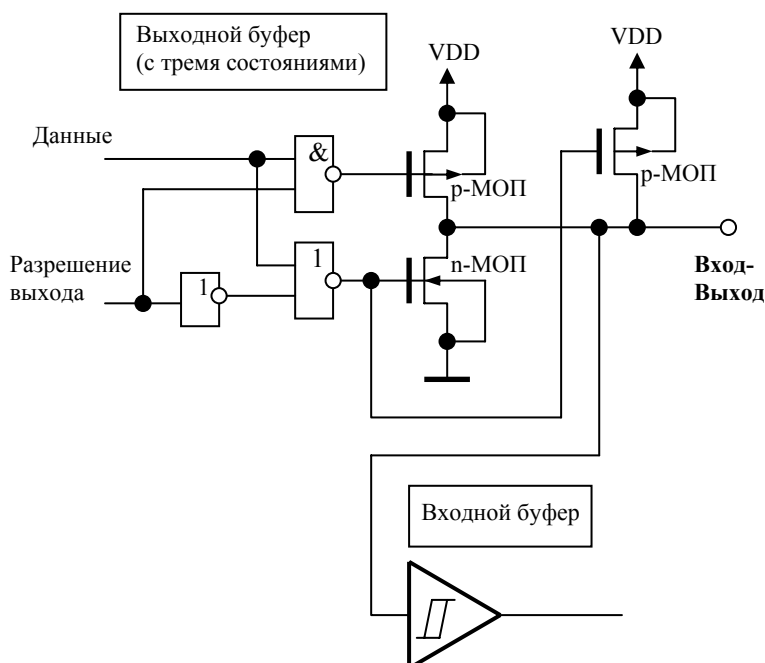 Выходной буфер
(с тремя состояниями)
VDD
VDD
Данные
&
р-МОП
р-МОП
Разрешение
выхода
1
1
n-МОП
Вход-
Выход
Входной буфер